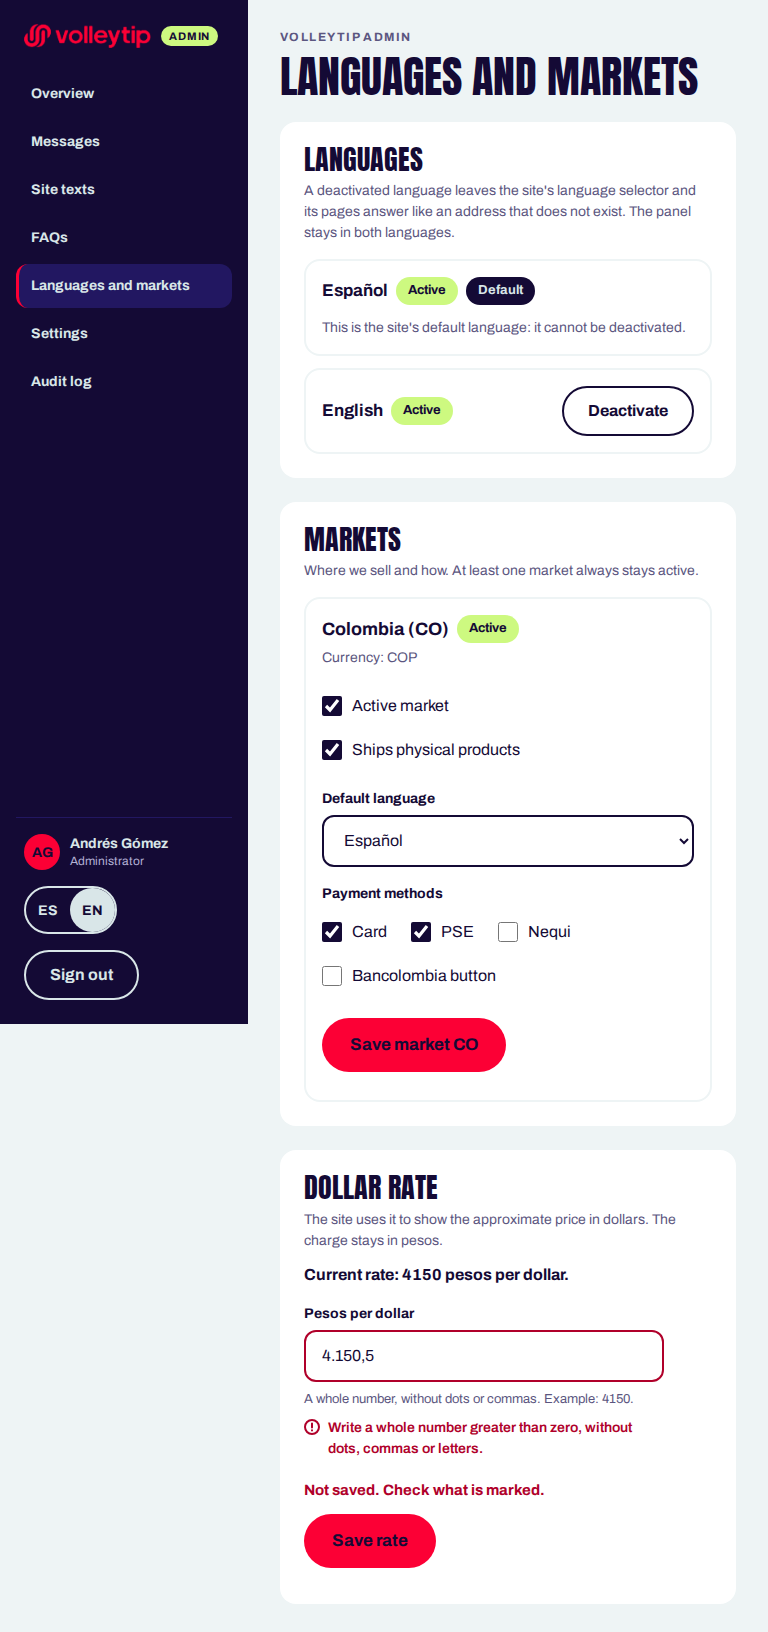 volleytip ADMIN
Overview
Messages
Site texts
FAQs
Languages and markets
Settings
Audit log
AG
Andrés Gómez
Administrator
ES EN
Sign out
VOLLEYTIP ADMIN
LANGUAGES AND MARKETS
LANGUAGES
A deactivated language leaves the site's language selector and
its pages answer like an address that does not exist. The panel
stays in both languages.
Español Active Default
This is the site's default language: it cannot be deactivated.
English Active Deactivate
MARKETS
Where we sell and how. At least one market always stays active.
Colombia (CO) Active
Currency: COP
Active market
Ships physical products
Default language
Español
Payment methods
Card PSE Nequi
Bancolombia button
Save market CO
DOLLAR RATE
The site uses it to show the approximate price in dollars. The
charge stays in pesos.
Current rate: 4150 pesos per dollar.
Pesos per dollar
4.150,5
A whole number, without dots or commas. Example: 4150.
Write a whole number greater than zero, without
dots, commas or letters.
Not saved. Check what is marked.
Save rate